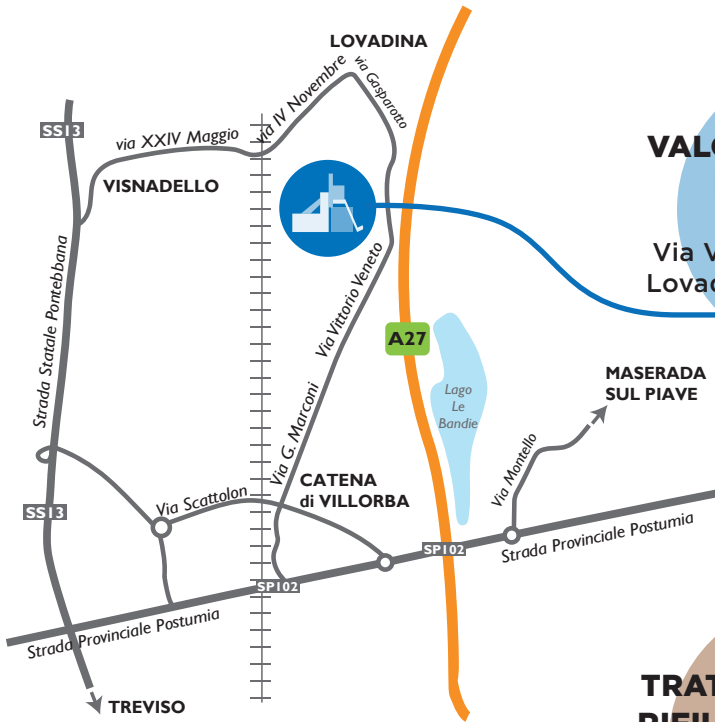 LOVADINA
via Gasparotto
via IV Novembre
SS13
via XXIV Maggio
VISNADELLO
Via V
Lovad
Strada Statale Pontebbana
Via Vittorio Veneto
A27
Lago
Le
Bandie
MASERADA
SUL PIAVE
Via G. Marconi
Via Montello
CATENA
di VILLORBA
Via Scattolon
SS13
SP102
Strada Provinciale Postumia
SP102
Strada Provinciale Postumia
TREVISO
TRAT